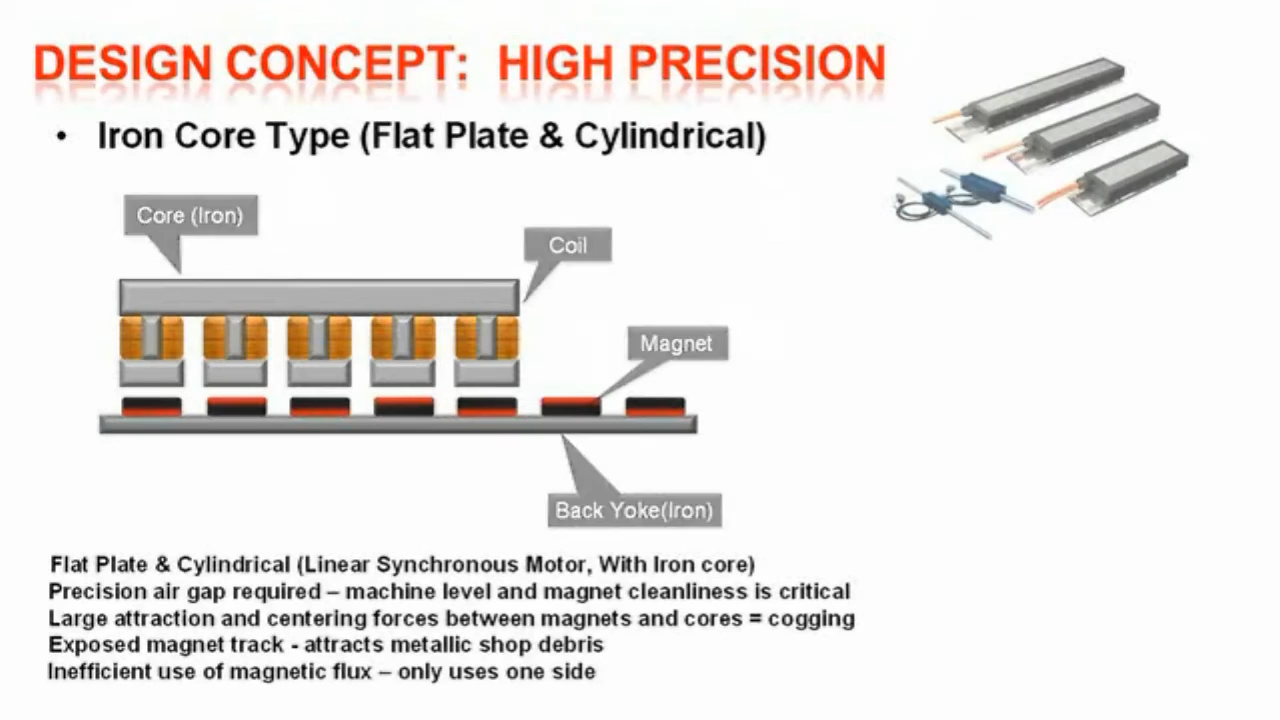 DESIGN CONCEPT:  HIGH PRECISION
• Iron Core Type (Flat Plate & Cylindrical)
Core (Iron)
Coil
Magnet
Back Yoke(Iron)
Flat Plate & Cylindrical (Linear Synchronous Motor, With Iron core)
Precision air gap required – machine level and magnet cleanliness is critical
Large attraction and centering forces between magnets and cores = cogging
Exposed magnet track - attracts metallic shop debris
Inefficient use of magnetic flux – only uses one side